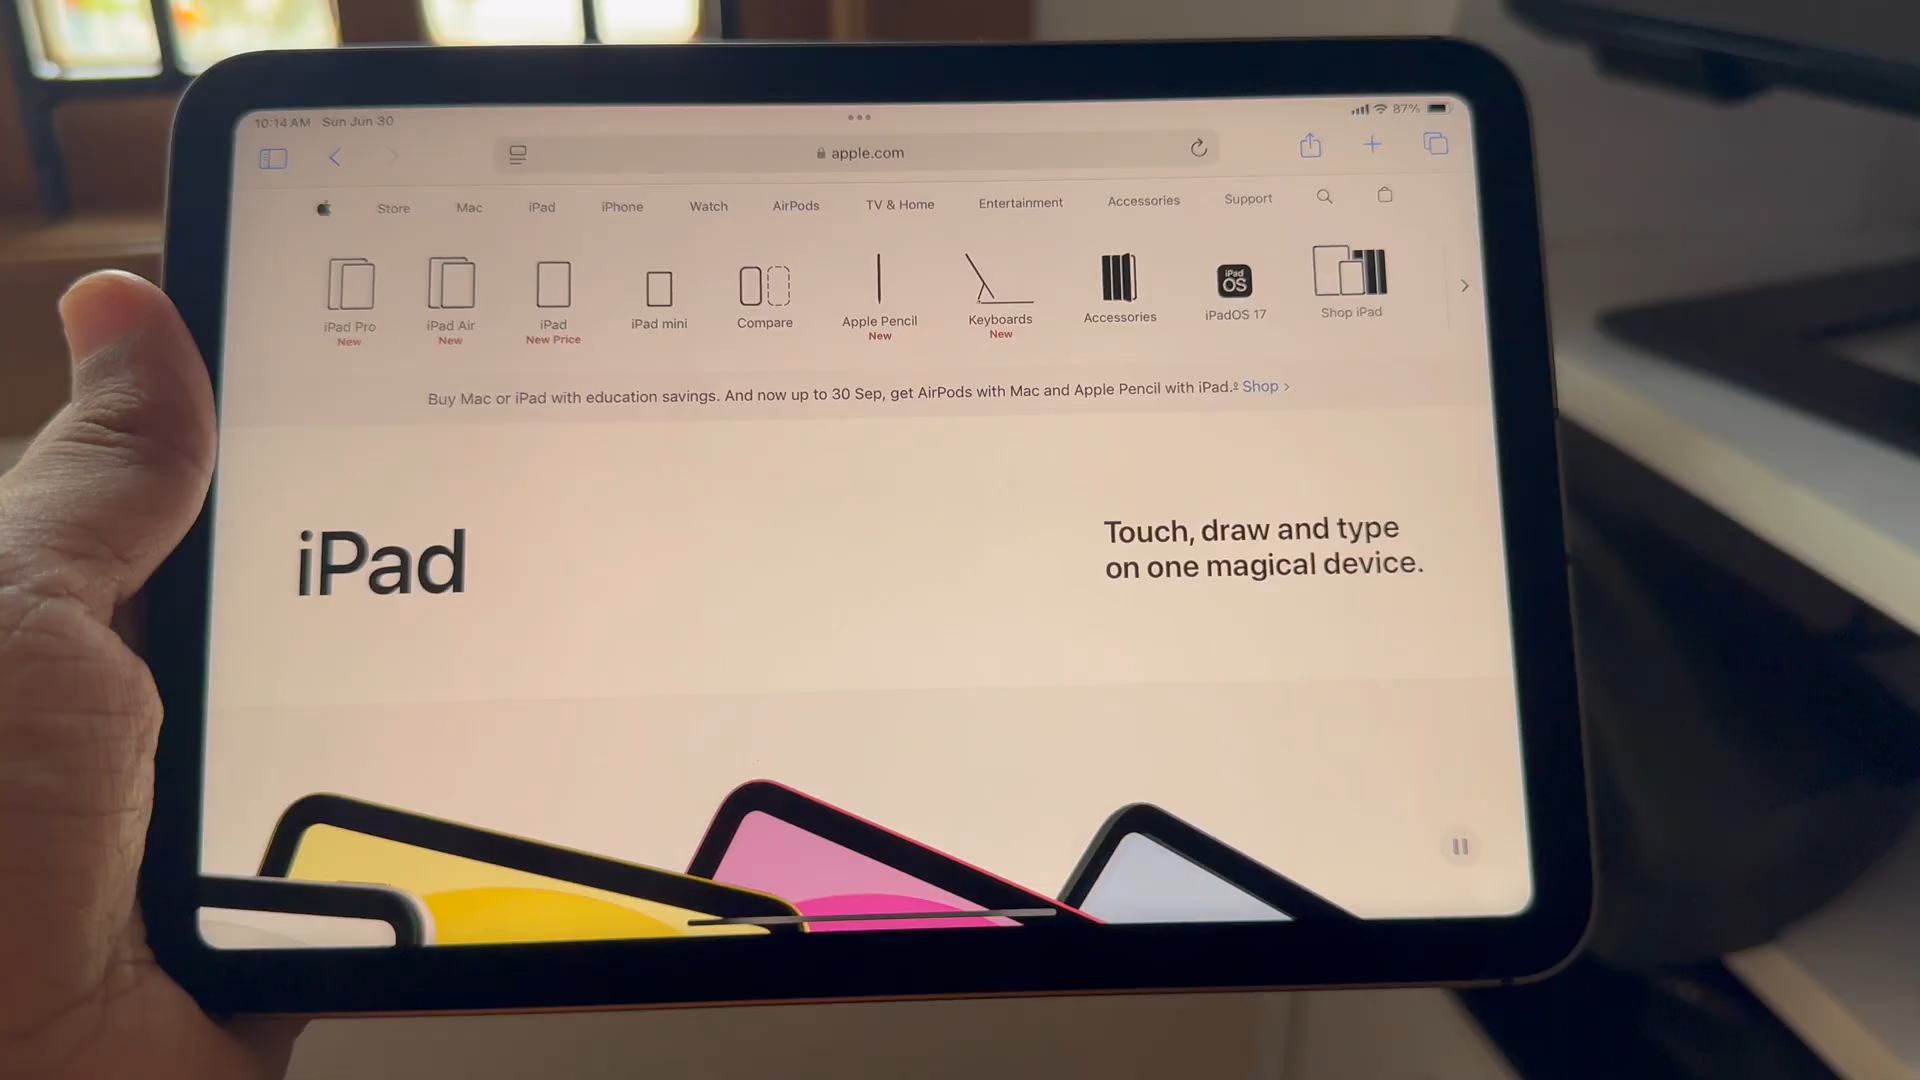 10:14 AM Sun Jun 30
87%
apple.com
Store Mac iPad iPhone Watch AirPods TV & Home Entertainment Accessories Support
iPad Pro
New
iPad Air
New
iPad
New Price
iPad mini
Compare
Apple Pencil
New
Keyboards
New
Accessories
iPad
OS
iPadOS 17
Shop iPad
Buy Mac or iPad with education savings. And now up to 30 Sep, get AirPods with Mac and Apple Pencil with iPad.◊ Shop >
iPad
Touch, draw and type
on one magical device.